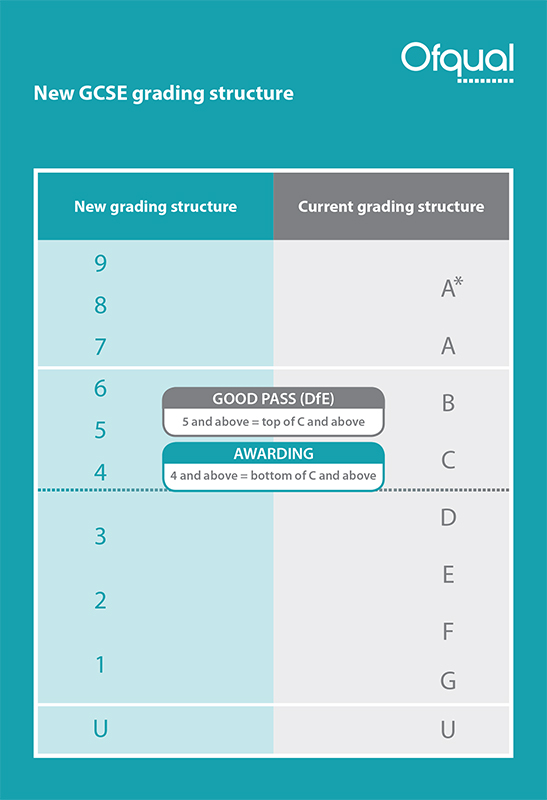 Ofqual
New GCSE grading structure
New grading structure
Current grading structure
9
8
7
6
5
4
3
2
1
U
A*
A
B
C
D
E
F
G
U
GOOD PASS (DfE)
5 and above = top of C and above
AWARDING
4 and above = bottom of C and above